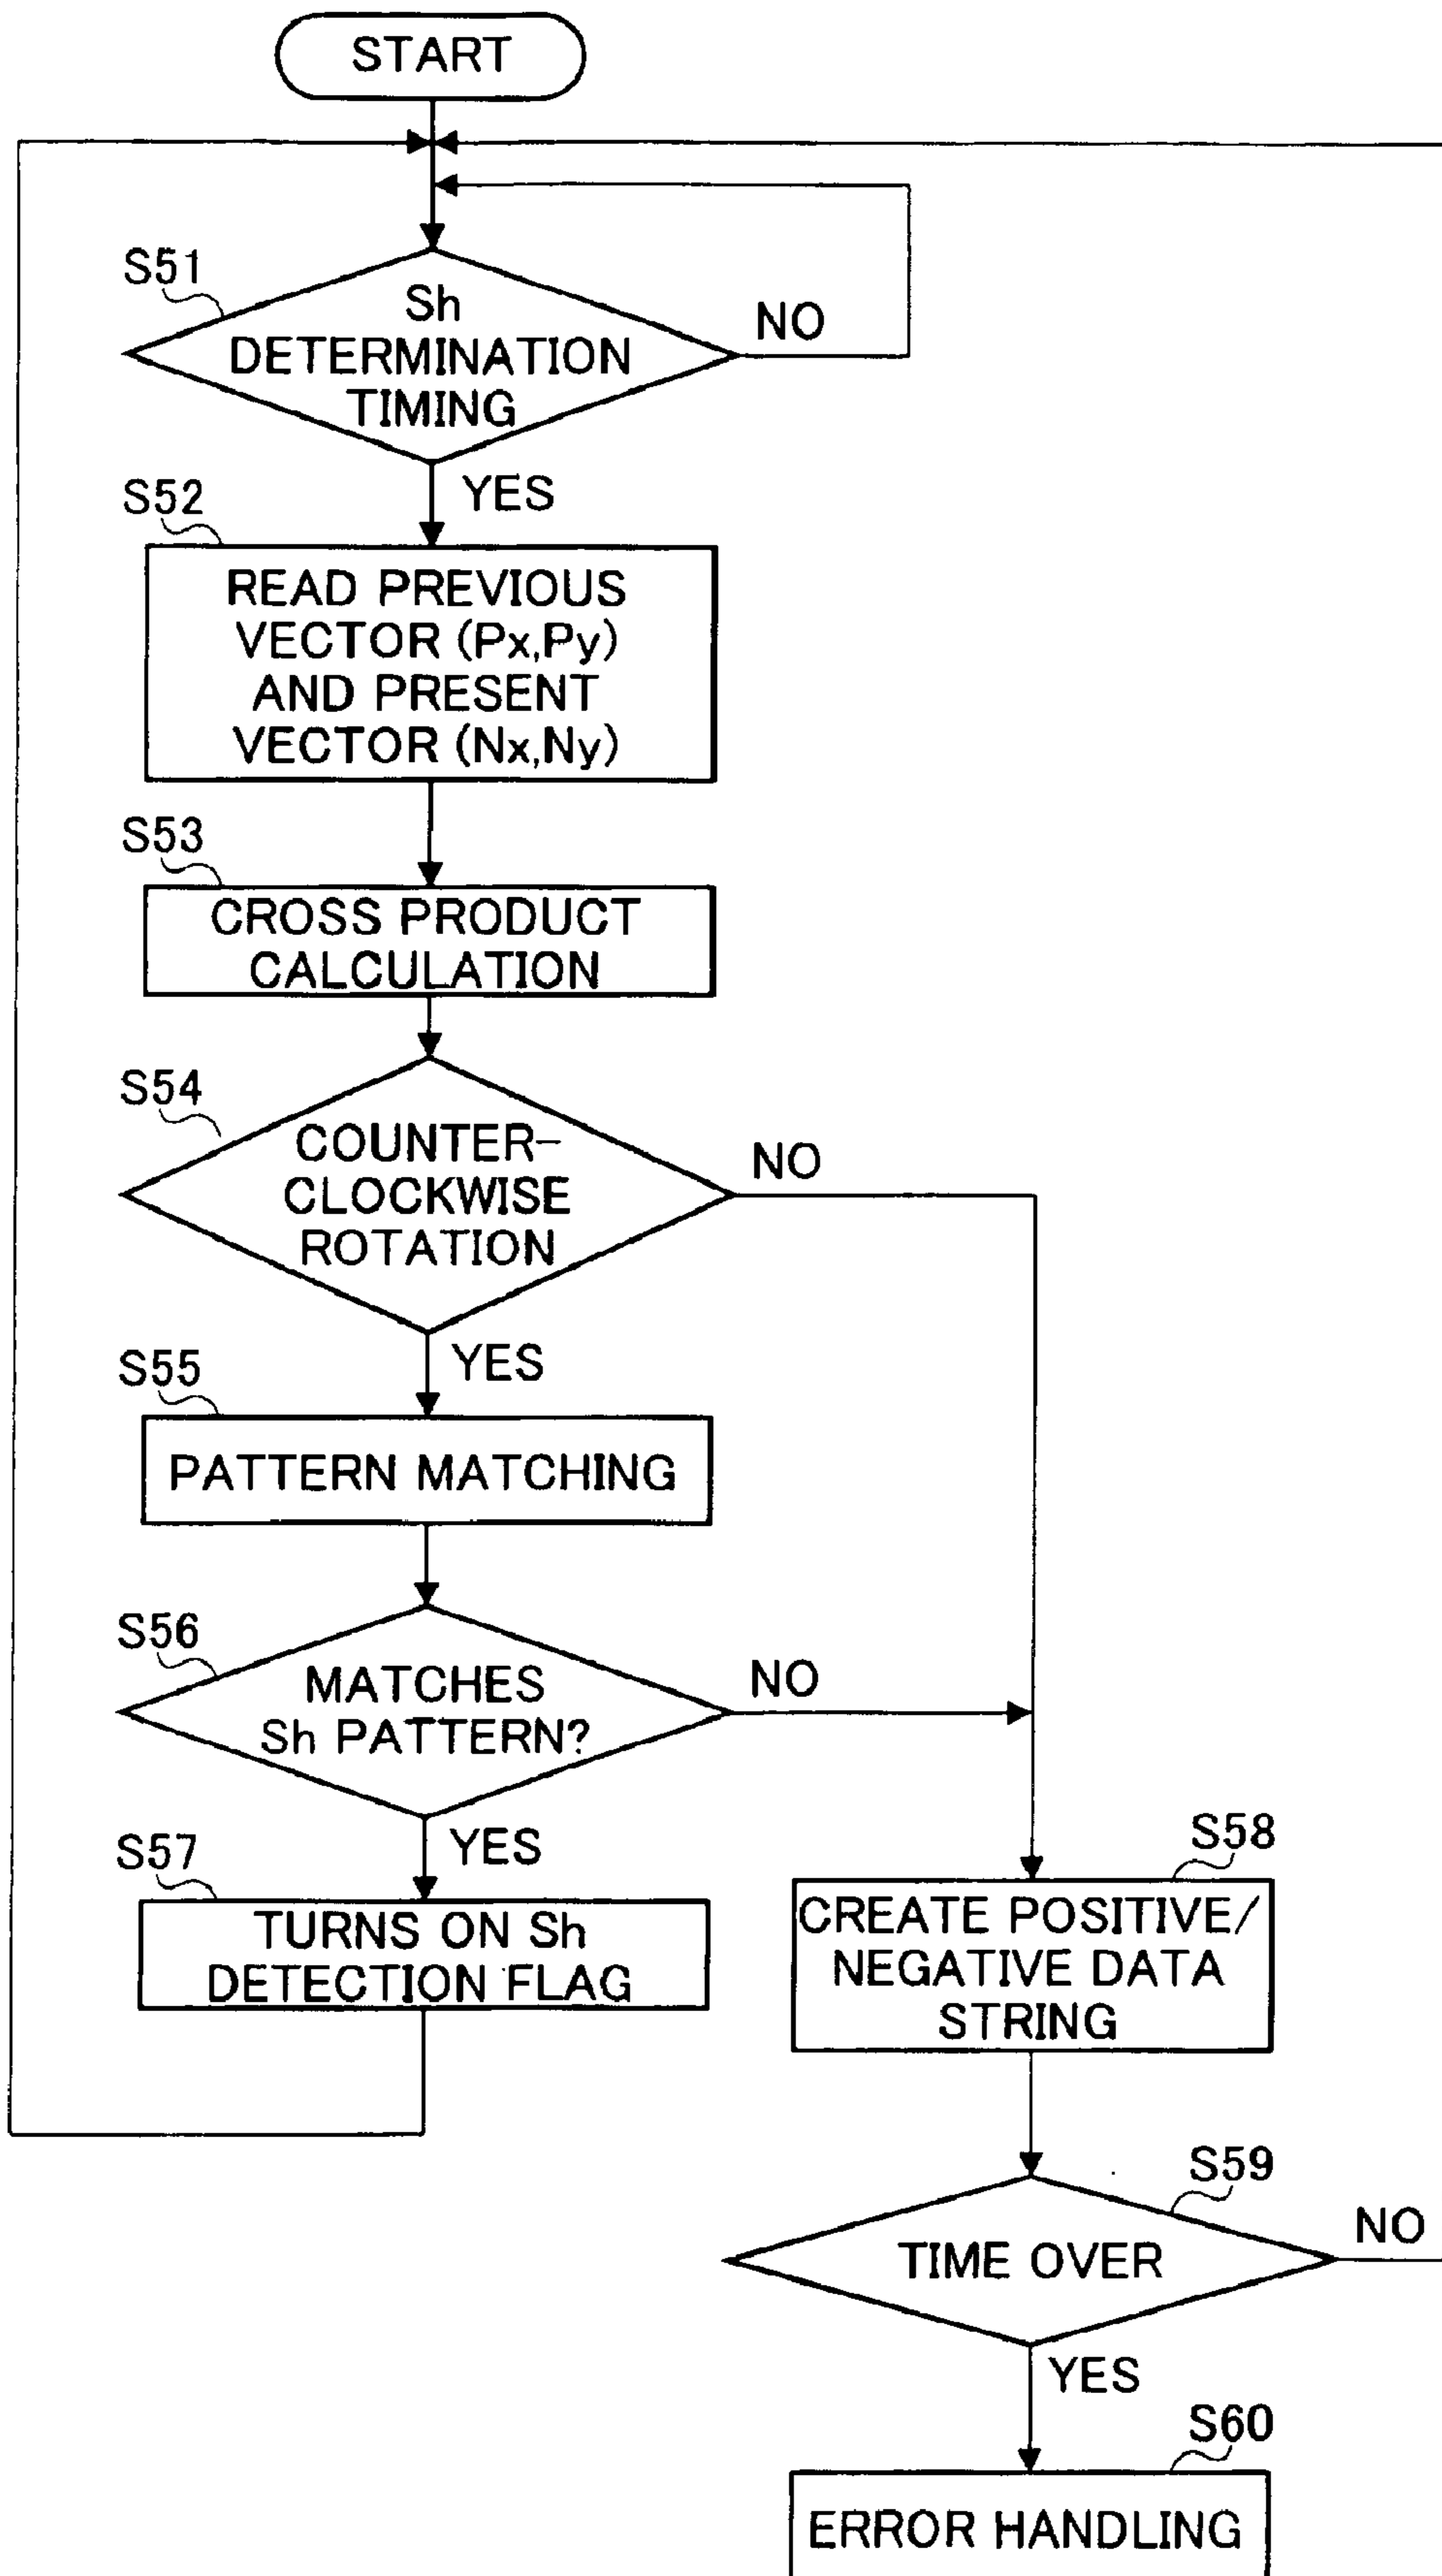 START
S51
Sh
DETERMINATION
TIMING
NO
YES
S52
READ PREVIOUS
VECTOR (Px,Py)
AND PRESENT
VECTOR (Nx,Ny)
S53
CROSS PRODUCT
CALCULATION
S54
COUNTER-
CLOCKWISE
ROTATION
NO
YES
S55
PATTERN MATCHING
S56
MATCHES
Sh PATTERN?
NO
YES
S57
TURNS ON Sh
DETECTION FLAG
S58
CREATE POSITIVE/
NEGATIVE DATA
STRING
S59
TIME OVER
NO
YES
S60
ERROR HANDLING